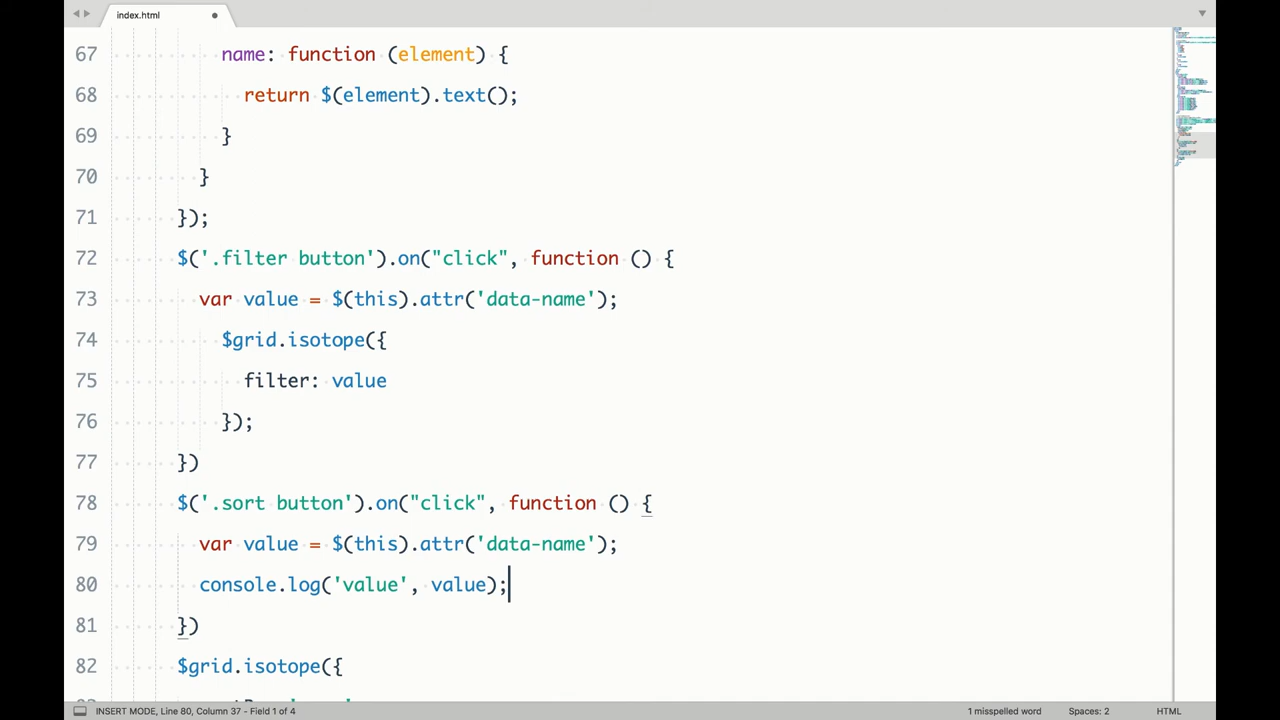 index.html
67 name: function (element) {
68 return $(element).text();
69 }
70 }
71 });
72 $('.filter button').on("click", function () {
73 var value = $(this).attr('data-name');
74 $grid.isotope({
75 filter: value
76 });
77 })
78 $('.sort button').on("click", function () {
79 var value = $(this).attr('data-name');
80 console.log('value', value);
81 })
82 $grid.isotope({
INSERT MODE, Line 80, Column 37 - Field 1 of 4 1 misspelled word Spaces: 2 HTML